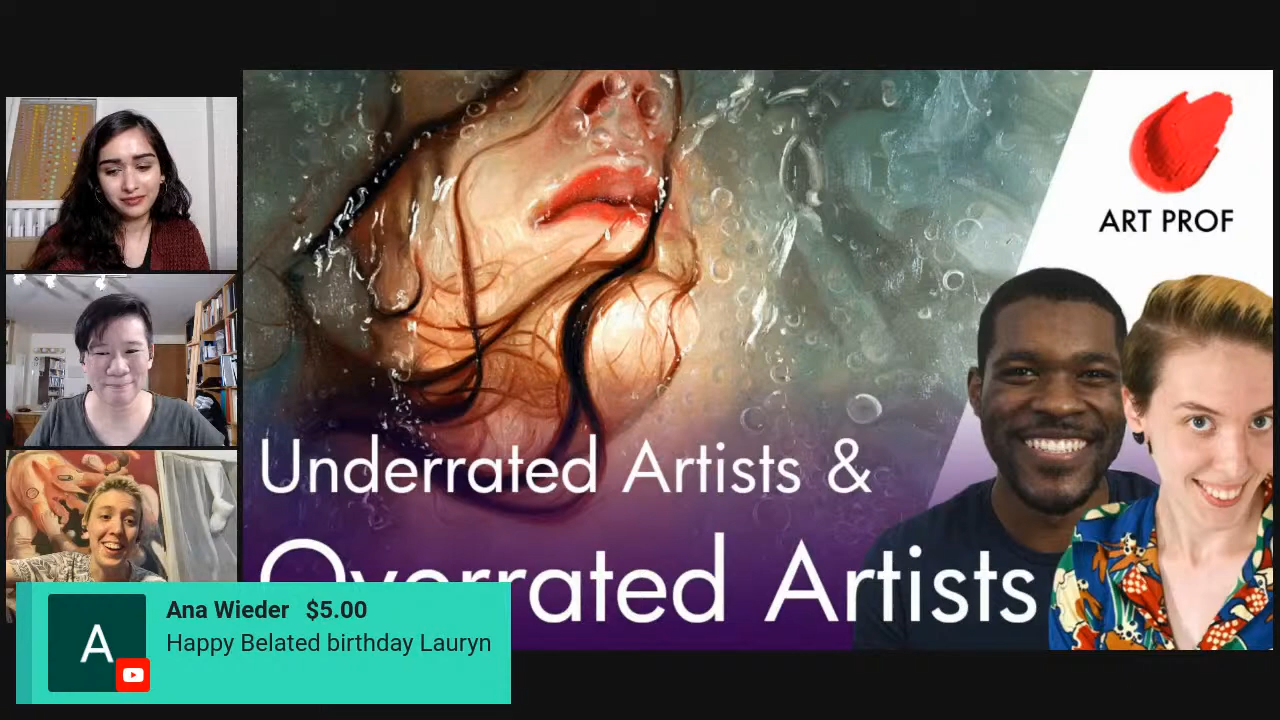 ART PROF
Underrated Artists &
Overrated Artists
A
Ana Wieder $5.00
Happy Belated birthday Lauryn